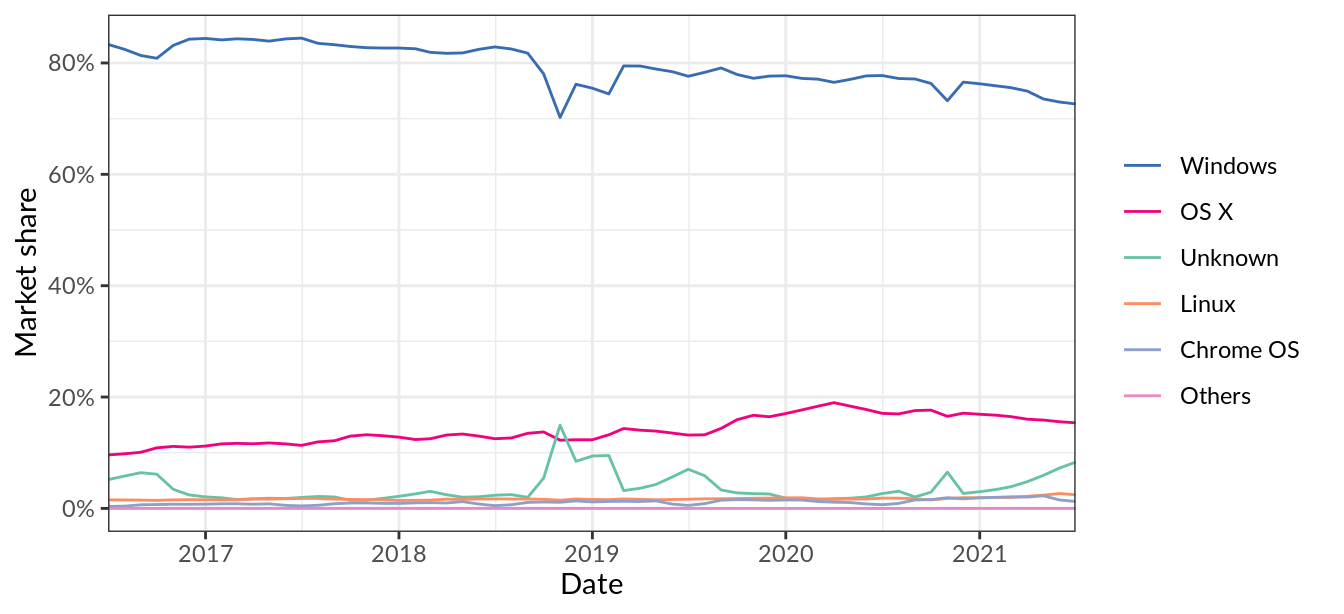 Market share
80%
60%
40%
20%
0%
2017
2018
2019
2020
2021
Date
Windows
OS X
Unknown
Linux
Chrome OS
Others